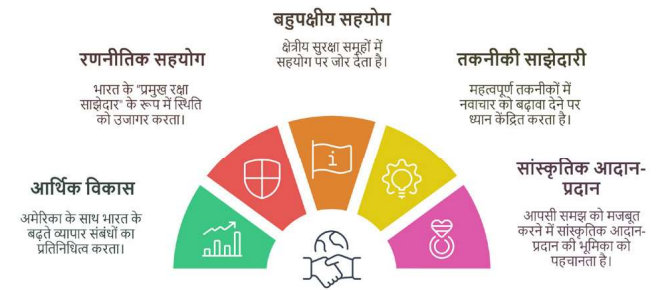 बहुपक्षीय सहयोग
क्षेत्रीय सुरक्षा समूहों में
सहयोग पर जोर देता है।
रणनीतिक सहयोग
भारत के "प्रमुख रक्षा
साझेदार" के रूप में स्थिति
को उजागर करता।
तकनीकी साझेदारी
महत्वपूर्ण तकनीकों में
नवाचार को बढ़ावा देने पर
ध्यान केंद्रित करता है।
आर्थिक विकास
अमेरिका के साथ भारत के
बढ़ते व्यापार संबंधों का
प्रतिनिधित्व करता।
सांस्कृतिक आदान-
प्रदान
आपसी समझ को मजबूत
करने में सांस्कृतिक आदान-
प्रदान की भूमिका को
पहचानता है।